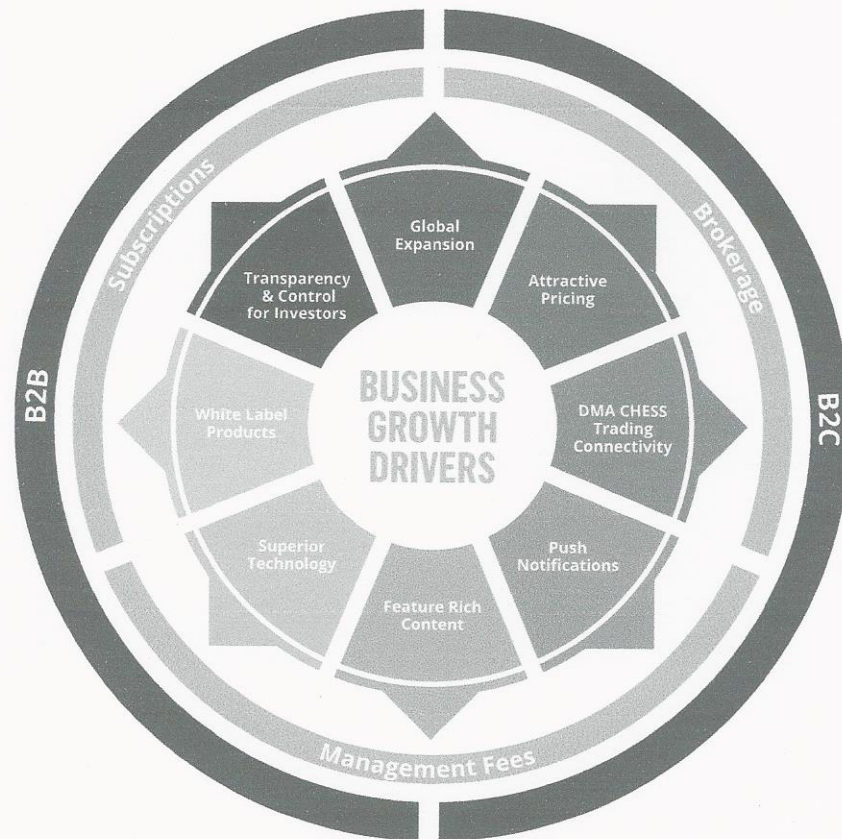 B2B
B2C
Subscriptions
Brokerage
Management Fees
Global
Expansion
Attractive
Pricing
DMA CHESS
Trading
Connectivity
Push
Notifications
Feature Rich
Content
Superior
Technology
White Label
Products
Transparency
& Control
for Investors
BUSINESS
GROWTH
DRIVERS